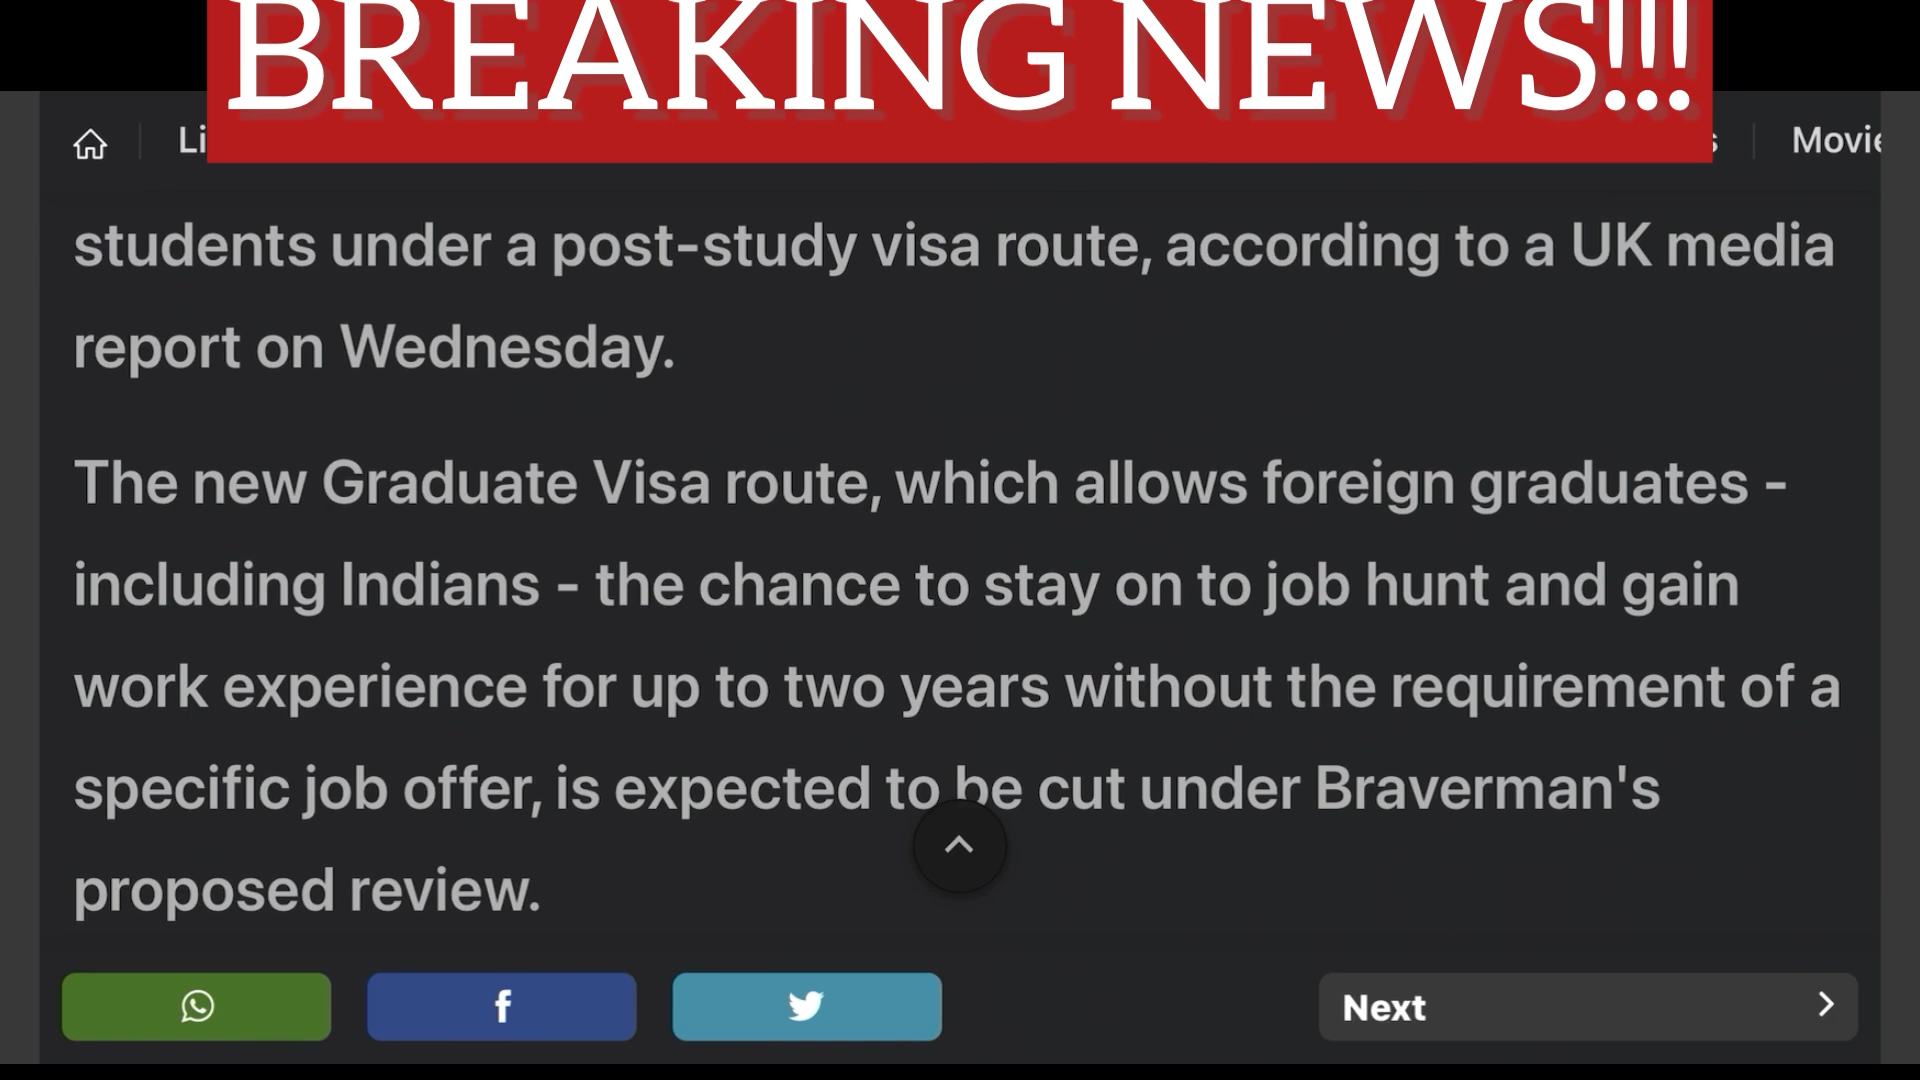 BREAKING NEWS!!!
Li
s
Movie
students under a post-study visa route, according to a UK media
report on Wednesday.
The new Graduate Visa route, which allows foreign graduates -
including Indians - the chance to stay on to job hunt and gain
work experience for up to two years without the requirement of a
specific job offer, is expected to be cut under Braverman's
proposed review.
f
Next